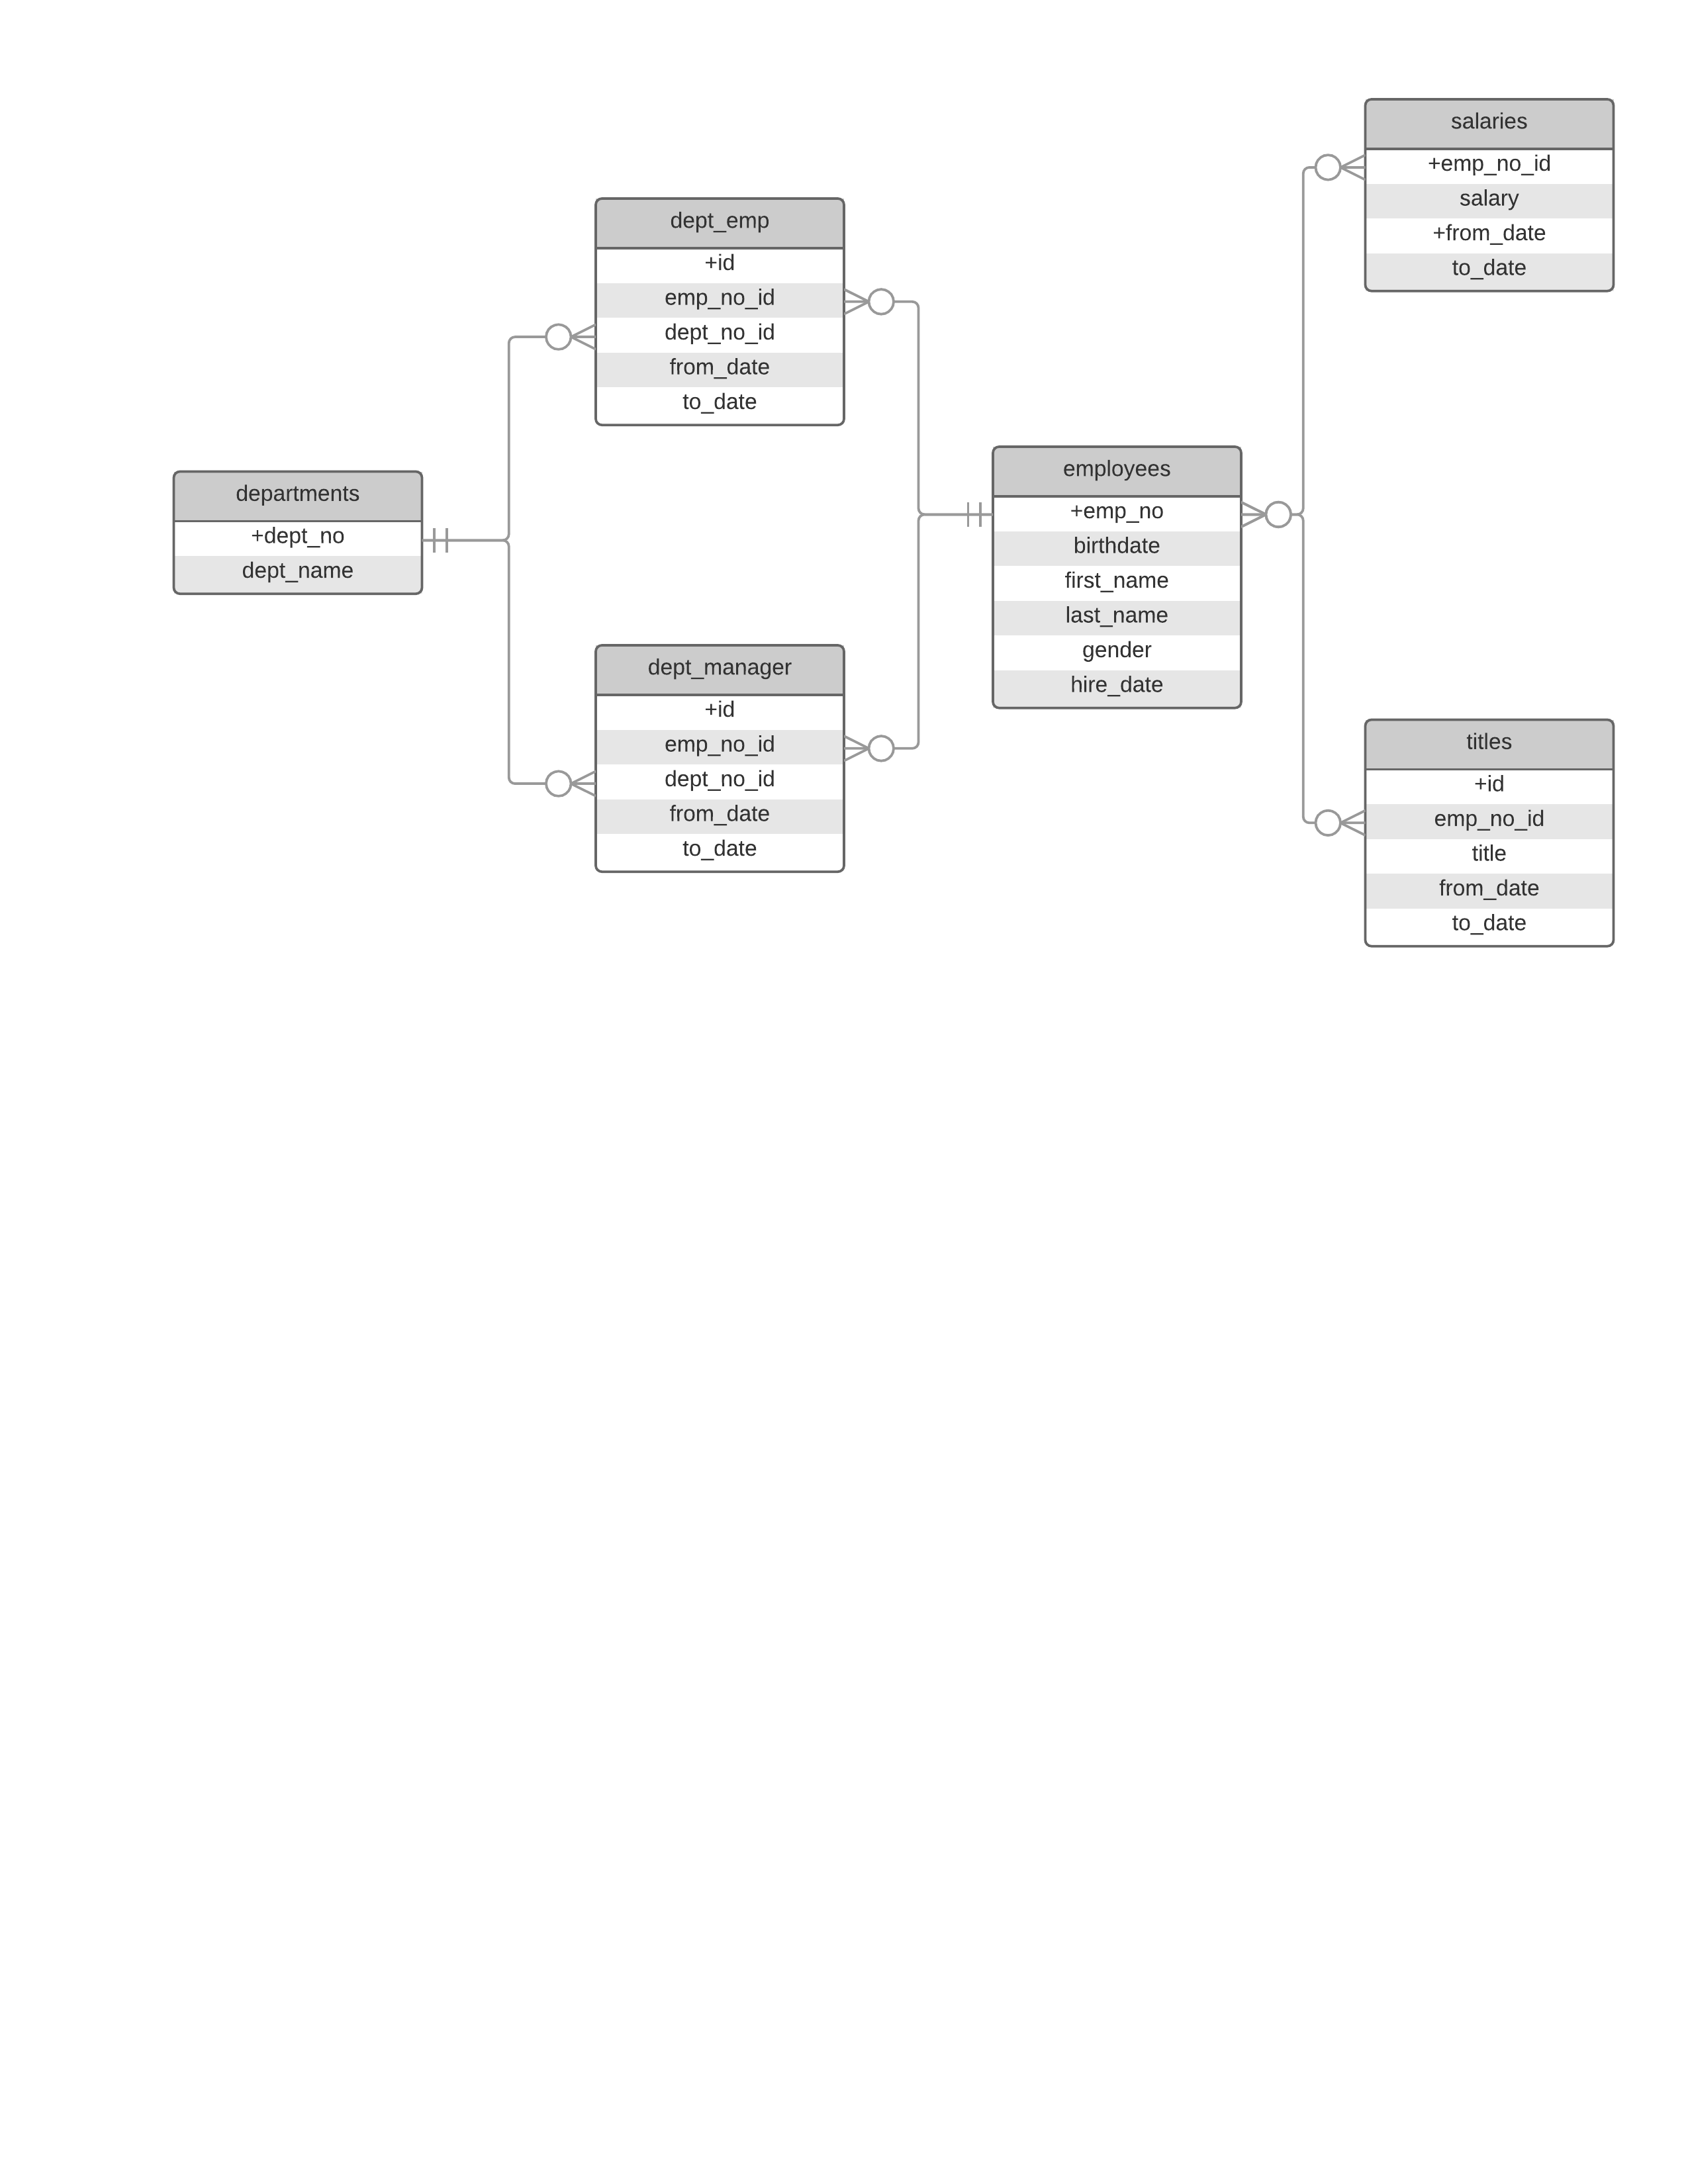 departments
+dept_no
dept_name
dept_emp
+id
emp_no_id
dept_no_id
from_date
to_date
dept_manager
+id
emp_no_id
dept_no_id
from_date
to_date
employees
+emp_no
birthdate
first_name
last_name
gender
hire_date
salaries
+emp_no_id
salary
+from_date
to_date
titles
+id
emp_no_id
title
from_date
to_date